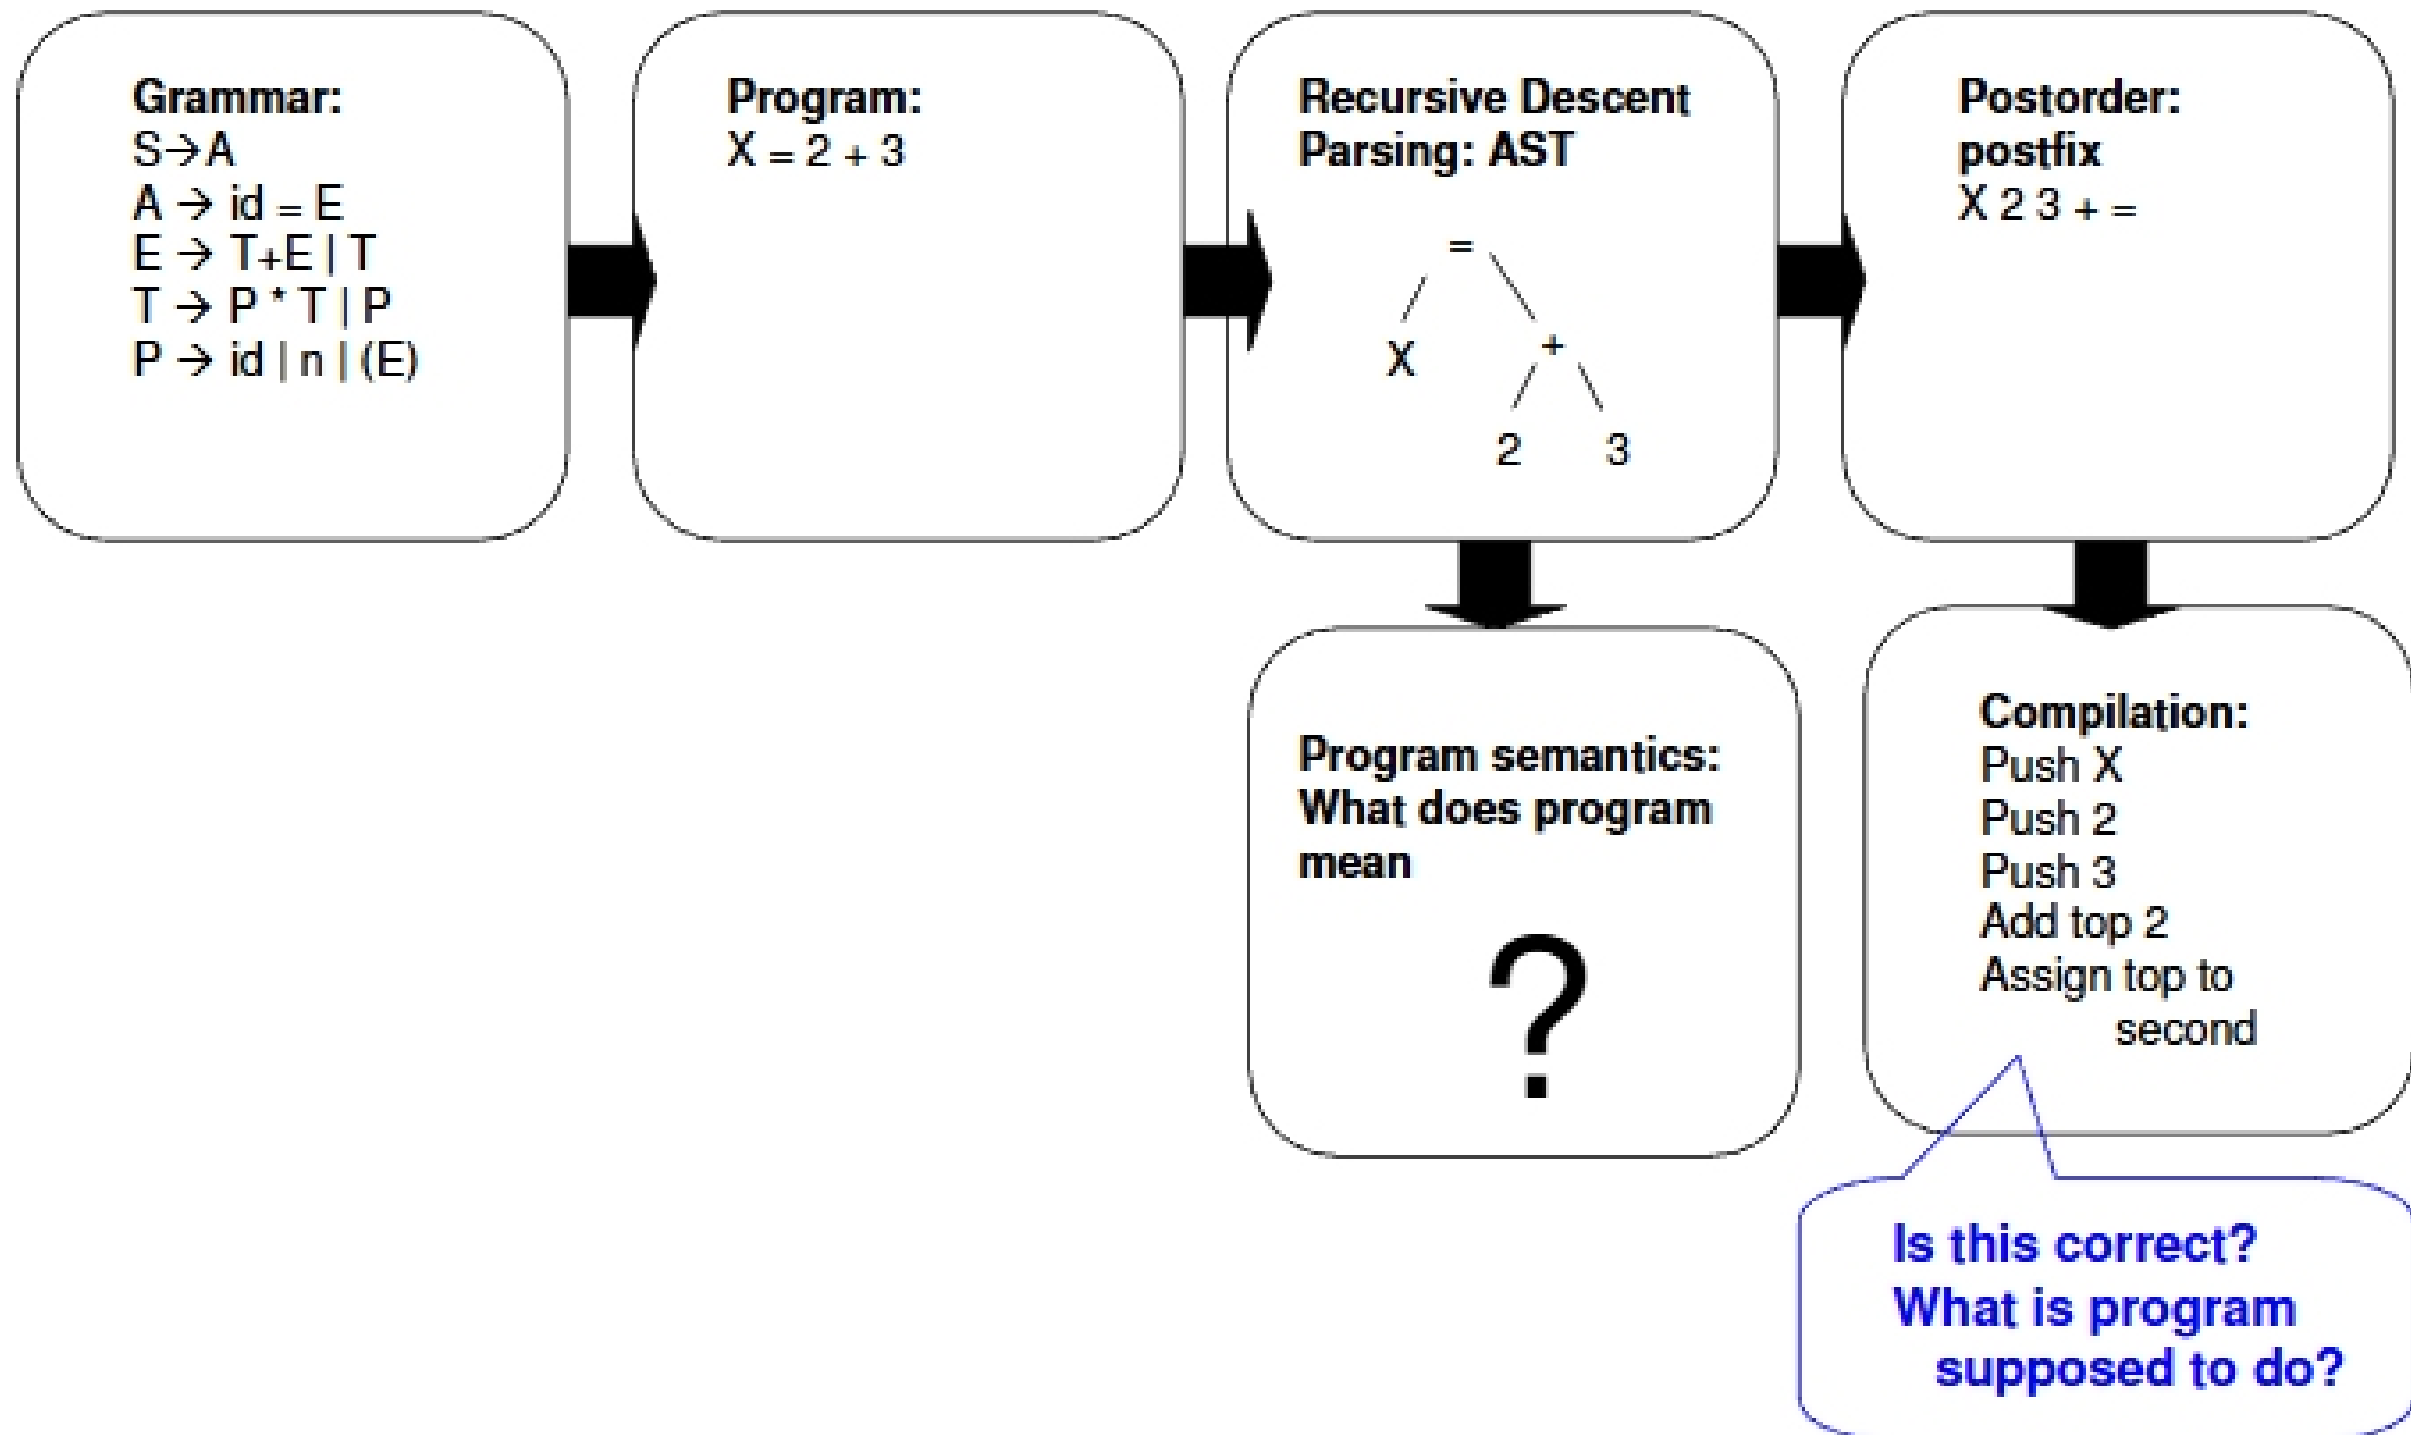 Grammar:
S→A
A → id = E
E → T+E | T
T → P * T | P
P → id | n | (E)
Program:
X = 2 + 3
Recursive Descent
Parsing: AST
=
X
+
2 3
Postorder:
postfix
X 2 3 + =
Program semantics:
What does program
mean
?
Compilation:
Push X
Push 2
Push 3
Add top 2
Assign top to
second
Is this correct?
What is program
supposed to do?